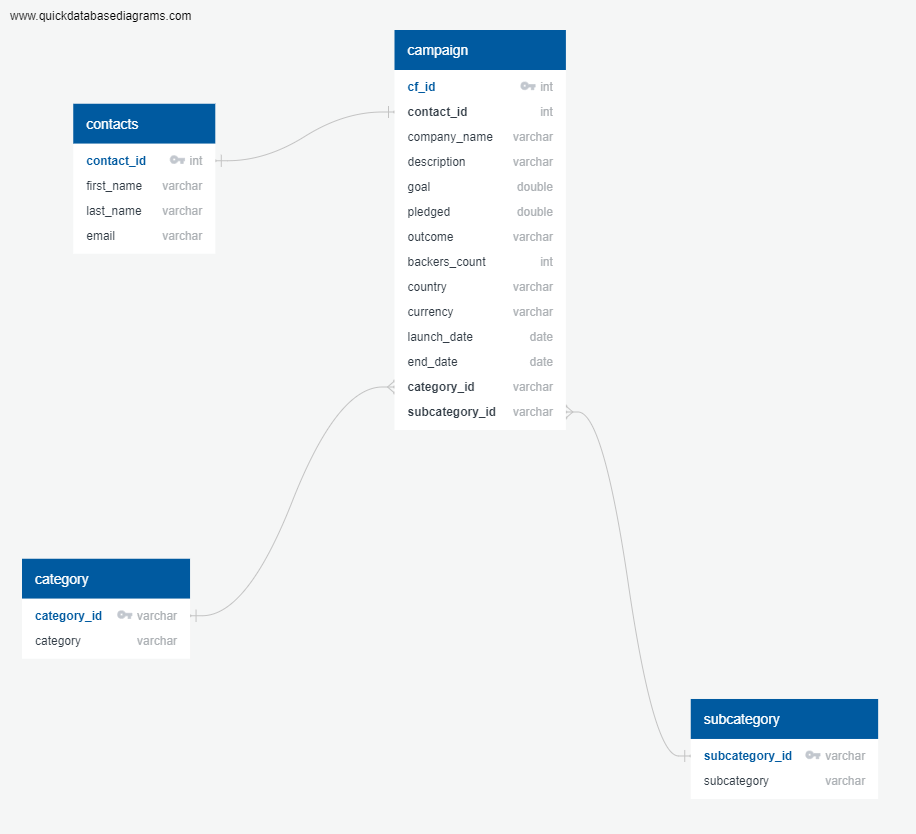 www.quickdatabasediagrams.com
campaign
cf_id int
contact_id int
company_name varchar
description varchar
goal double
pledged double
outcome varchar
backers_count int
country varchar
currency varchar
launch_date date
end_date date
category_id varchar
subcategory_id varchar
contacts
contact_id int
first_name varchar
last_name varchar
email varchar
category
category_id varchar
category varchar
subcategory
subcategory_id varchar
subcategory varchar